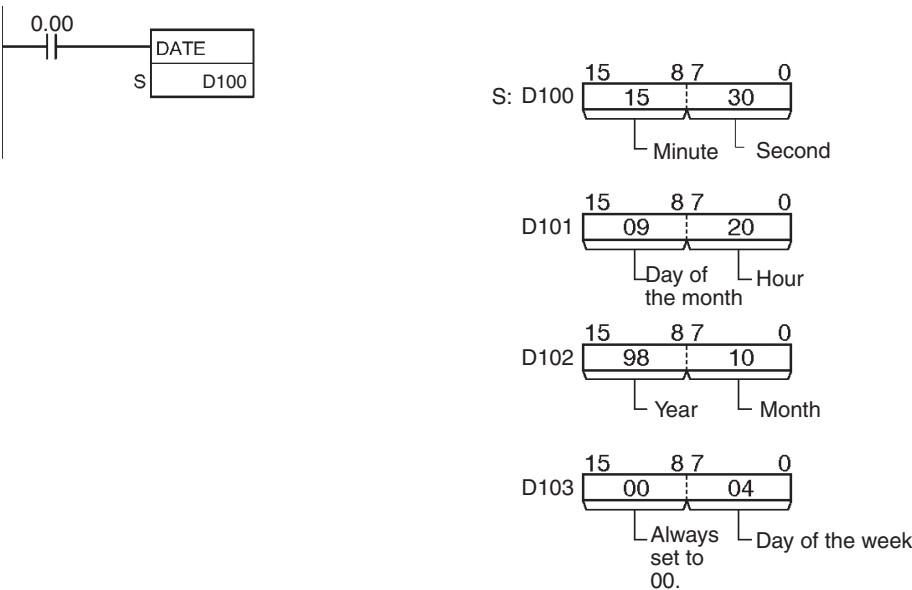 0.00
DATE
S D100
15 8 7 0
S: D100 15 30
Minute Second
15 8 7 0
D101 09 20
Day of
the month
Hour
15 8 7 0
D102 98 10
Year Month
15 8 7 0
D103 00 04
Always
set to
00.
Day of the week